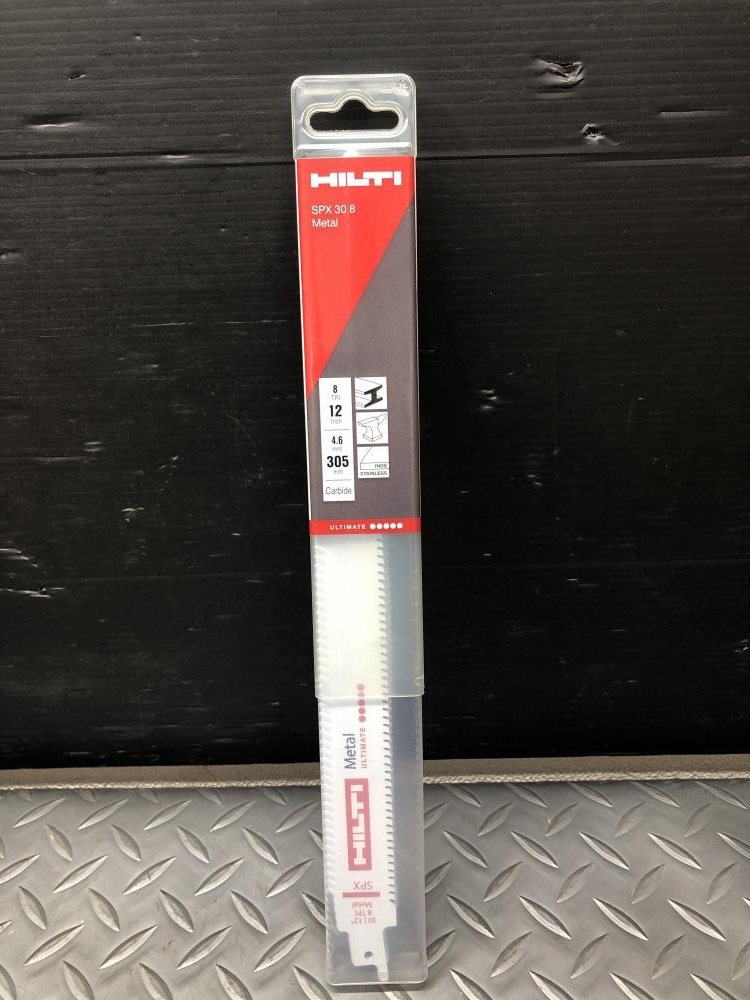 HILTI
SPX 30 8
Metal
8
TPI
12
Inch
4.6
mm
305
mm
Carbide
INOX
STAINLESS
ULTIMATE
Metal
ULTIMATE
HILTI
SPX
30 | 12"
8 TPI
Metal